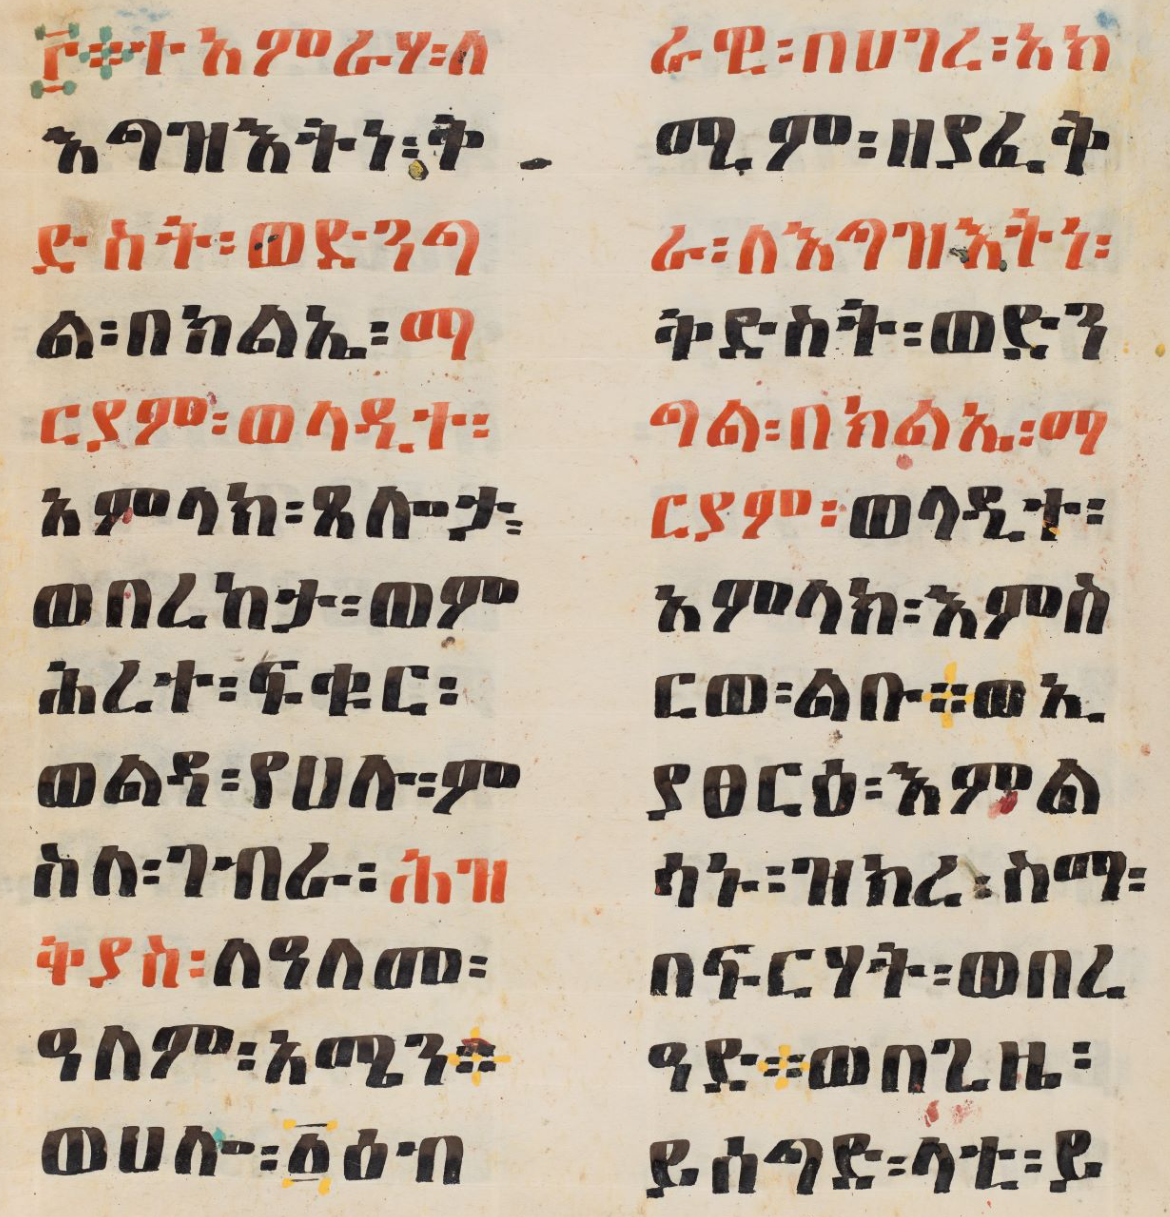 ፲፨ተአምራሃ፡ለ
እግዝእትነ፡ቅ
ድስት፡ወድንግ
ል፡በክልኤ፡ማ
ርያም፡ወላዲተ፡
አምላክ፡ጸሎታ፡
ወበረከታ፡ወም
ሕረተ፡ፍቁር፡
ወልዳ፡የሀሉ፡ም
ስለ፡ገብራ፡ሕዝ
ቅያስ፡ለዓለመ፡
ዓለም፡አሜን፨
ወሀሎ፡፩ዕብ
ራዊ፡በሀገረ፡አክ
ሚም፡ዘያፈቅ
ራ፡ለእግዝእትነ፡
ቅድስት፡ወድን
ግል፡በክልኤ፡ማ
ርያም፡ወላዲተ፡
አምላክ፡እምስ
ርወ፡ልቡ፨ወኢ
ያፀርዕ፡እምል
ሳኑ፡ዝክረ፡ስማ፡
በፍርሃት፡ወበረ
ዓድ፨ወበጊዜ፡
ይሰግድ፡ላቲ፡ይ